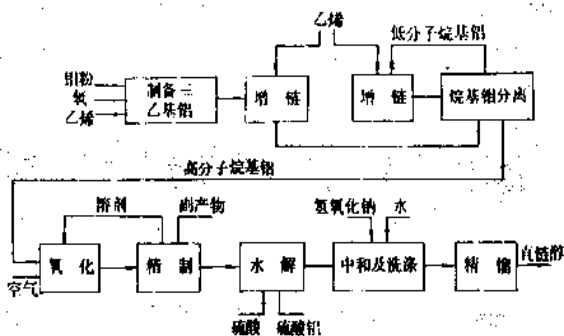 乙烯
低分子烷基铝
铝粉
氢
乙烯
制备三
乙基铝
增链
增链
烷基铝分离
高分子烷基铝
溶剂
副产物
氢氧化钠
水
氧化
精制
水解
中和及洗涤
精馏
直链醇
空气
硫酸
硫酸铝